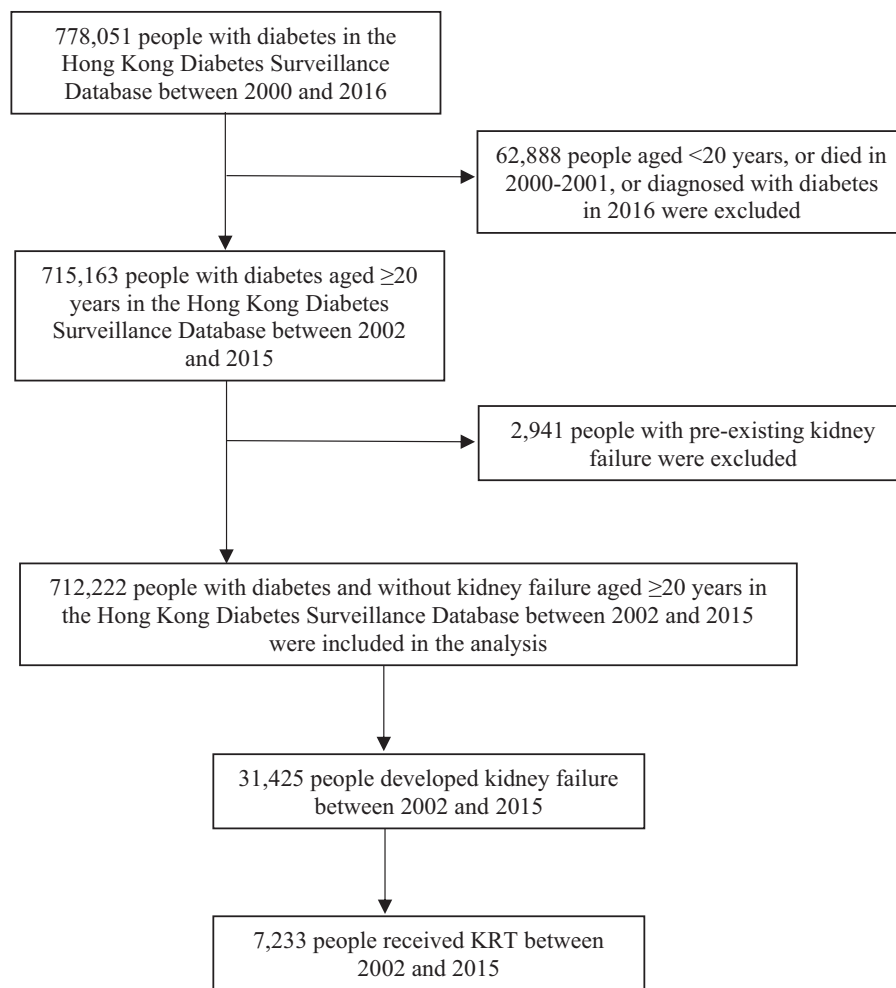 778,051 people with diabetes in the
Hong Kong Diabetes Surveillance
Database between 2000 and 2016
62,888 people aged <20 years, or died in
2000-2001, or diagnosed with diabetes
in 2016 were excluded
715,163 people with diabetes aged ≥20
years in the Hong Kong Diabetes
Surveillance Database between 2002
and 2015
2,941 people with pre-existing kidney
failure were excluded
712,222 people with diabetes and without kidney failure aged ≥20 years in
the Hong Kong Diabetes Surveillance Database between 2002 and 2015
were included in the analysis
31,425 people developed kidney failure
between 2002 and 2015
7,233 people received KRT between
2002 and 2015